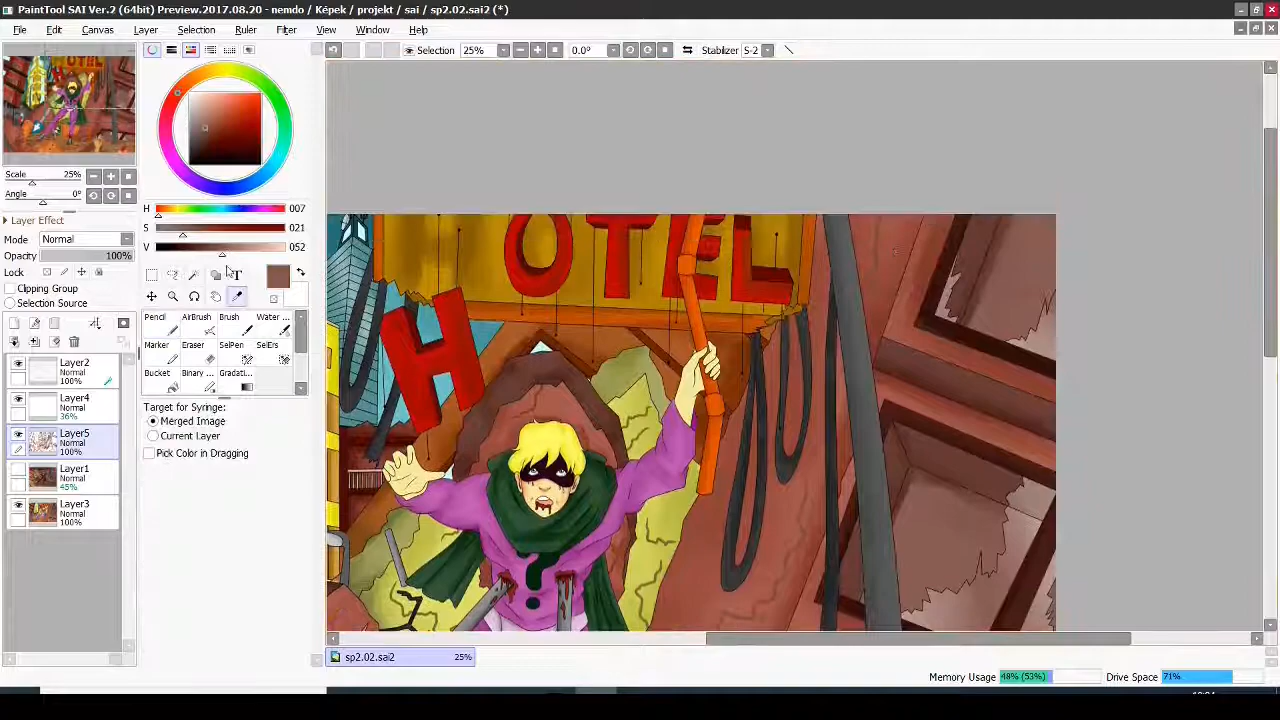 PaintTool SAI Ver.2 (64bit) Preview.2017.08.20 - nemdo / Képek / projekt / sai / sp2.02.sai2 (*)
File Edit Canvas Layer Selection Ruler Filter View Window Help
Selection 25% 0.0° Stabilizer S-2
Scale 25%
Angle 0°
Layer Effect
Mode Normal
Opacity 100%
Lock
Clipping Group
Selection Source
Layer2
Normal
100%
Layer4
Normal
36%
Layer5
Normal
100%
Layer1
Normal
45%
Layer3
Normal
100%
H 007
S 021
V 052
T
Pencil AirBrush Brush Water ...
Marker Eraser SelPen SelErs
Bucket Binary ... Gradati...
Target for Syringe:
Merged Image
Current Layer
Pick Color in Dragging
OTEL
H
?
sp2.02.sai2 25%
Memory Usage 48% (53%) Drive Space 71%